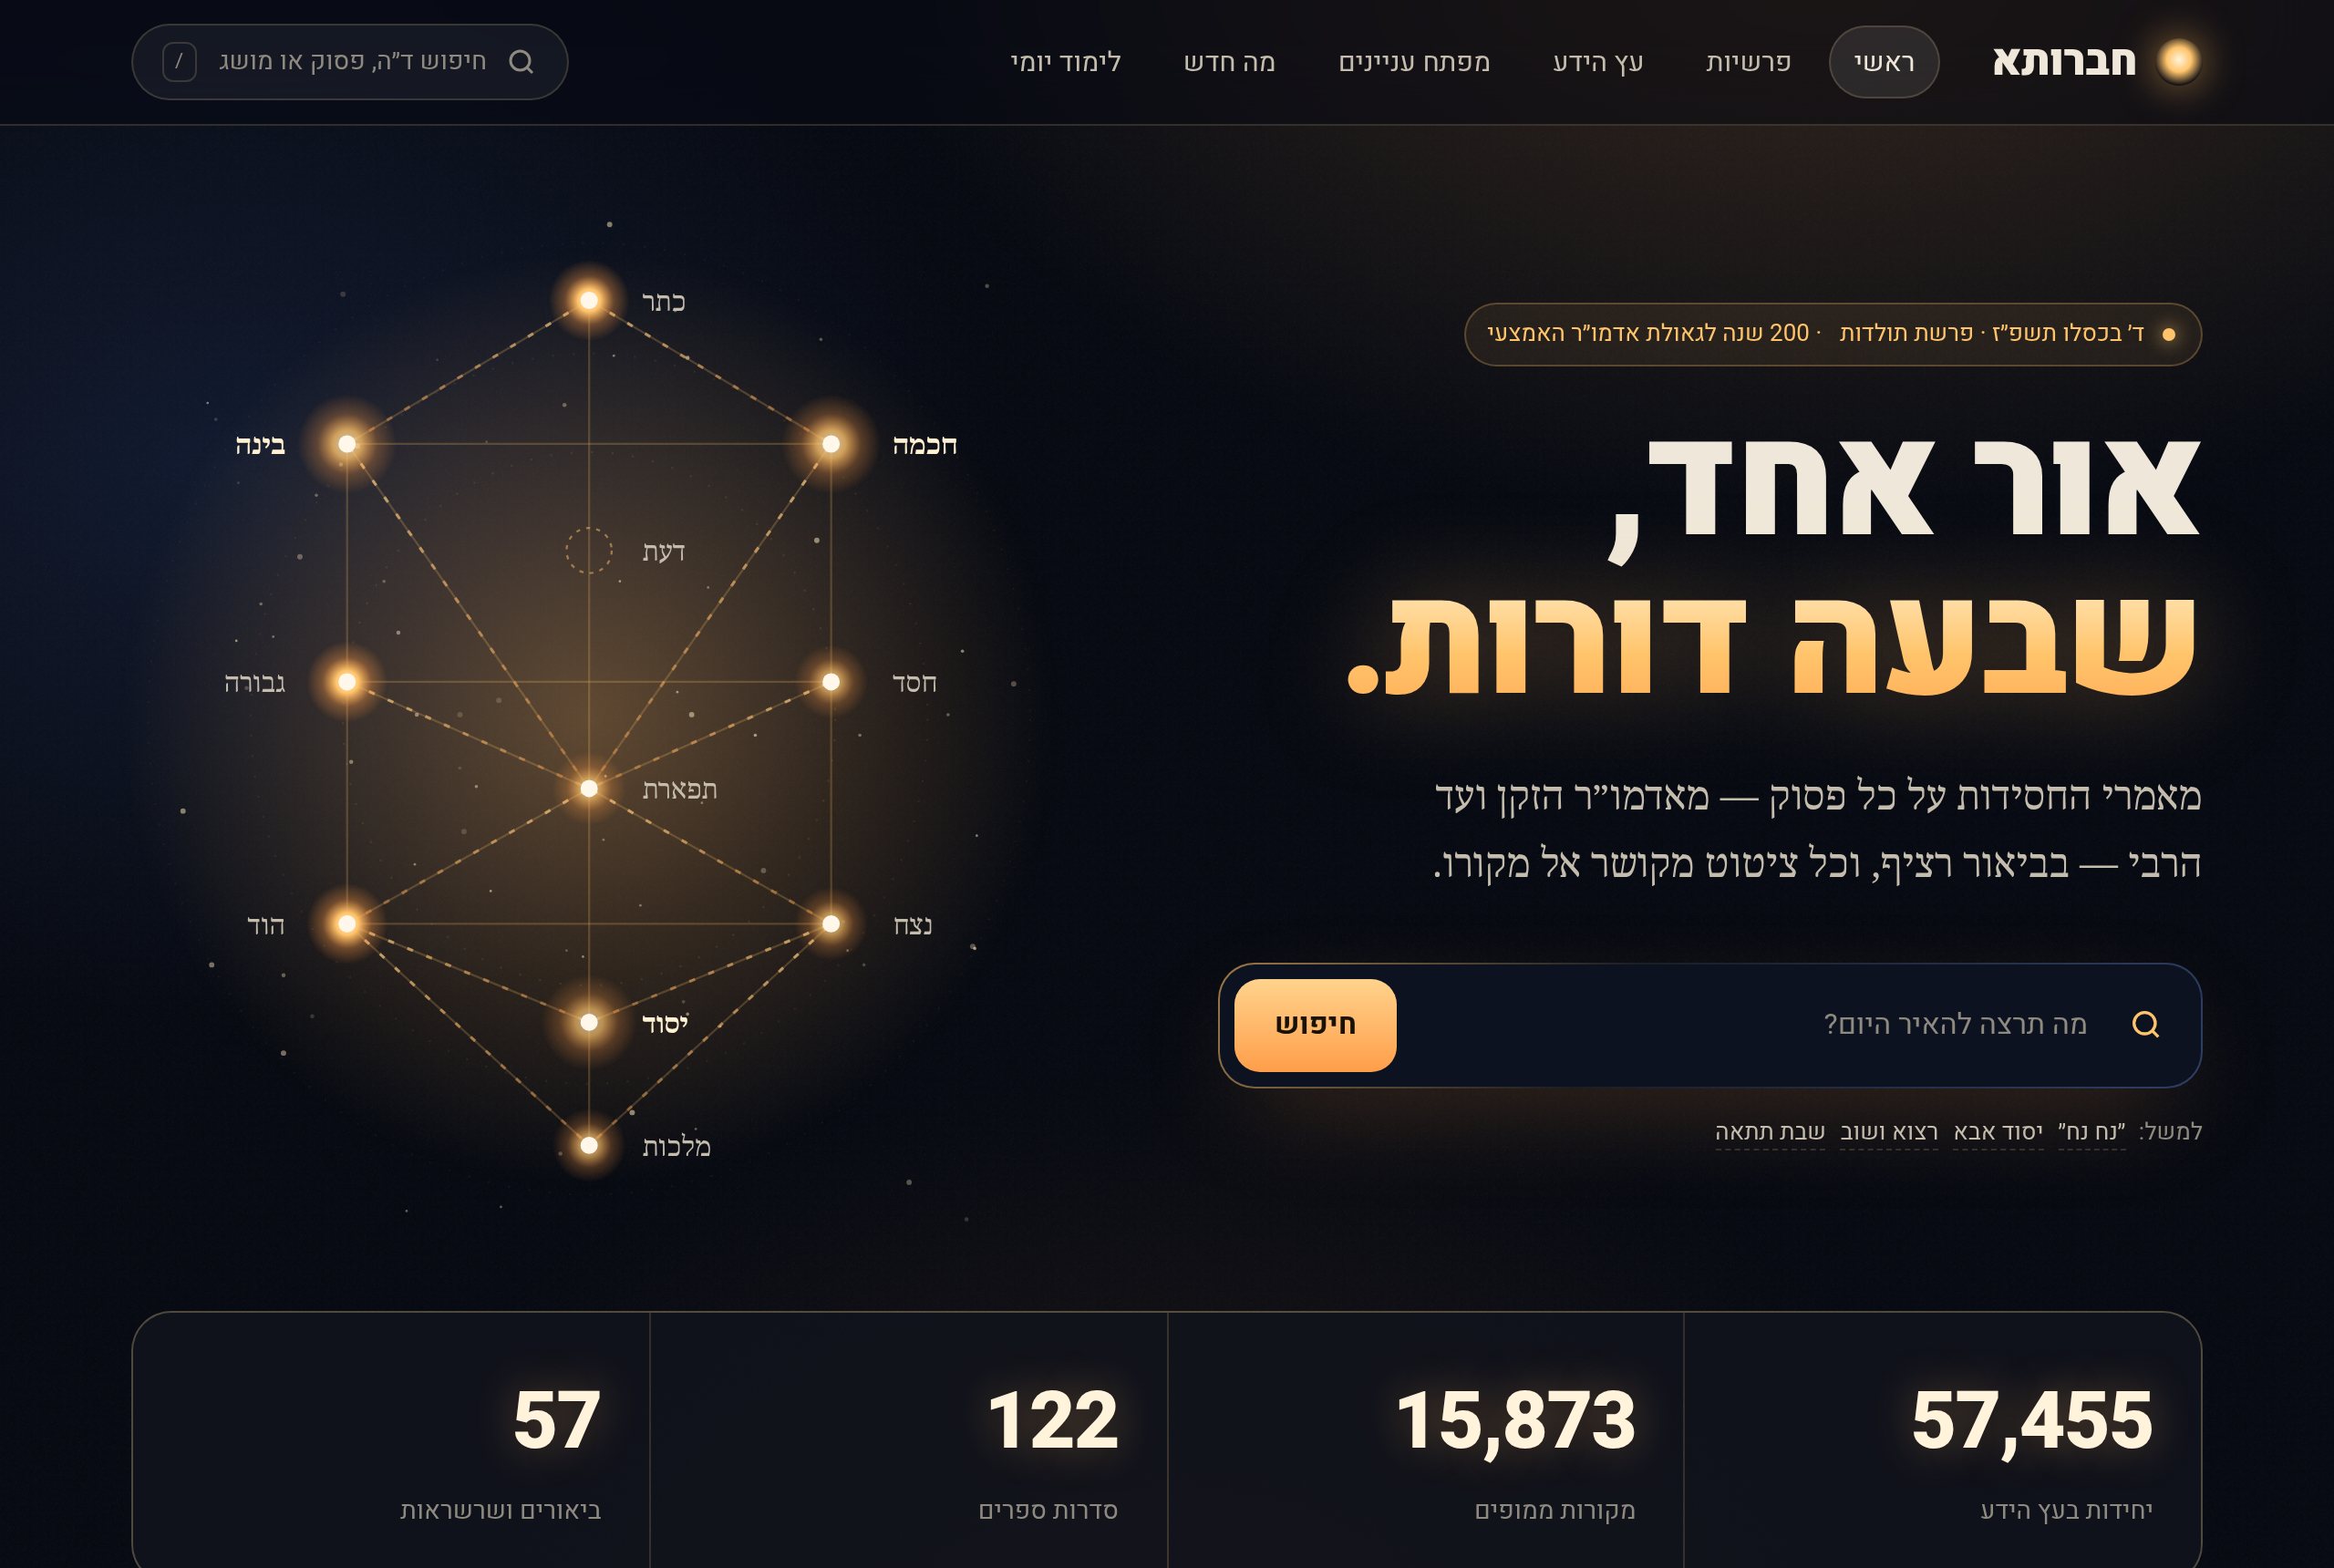 חברותא
ראשי
פרשיות
עץ הידע
מפתח עניינים
מה חדש
לימוד יומי
חיפוש ד״ה, פסוק או מושג
/
ד׳ בכסלו תשפ״ז · פרשת תולדות · 200 שנה לגאולת אדמו״ר האמצעי
אור אחד,
שבעה דורות.
מאמרי החסידות על כל פסוק — מאדמו״ר הזקן ועד
הרבי — בביאור רציף, וכל ציטוט מקושר אל מקורו.
מה תרצה להאיר היום?
חיפוש
למשל: ״נח נח״ יסוד אבא רצוא ושוב שבת תתאה
כתר
חכמה
בינה
דעת
חסד
גבורה
תפארת
נצח
הוד
יסוד
מלכות
57,455
יחידות בעץ הידע
15,873
מקורות ממופים
122
סדרות ספרים
57
ביאורים ושרשראות